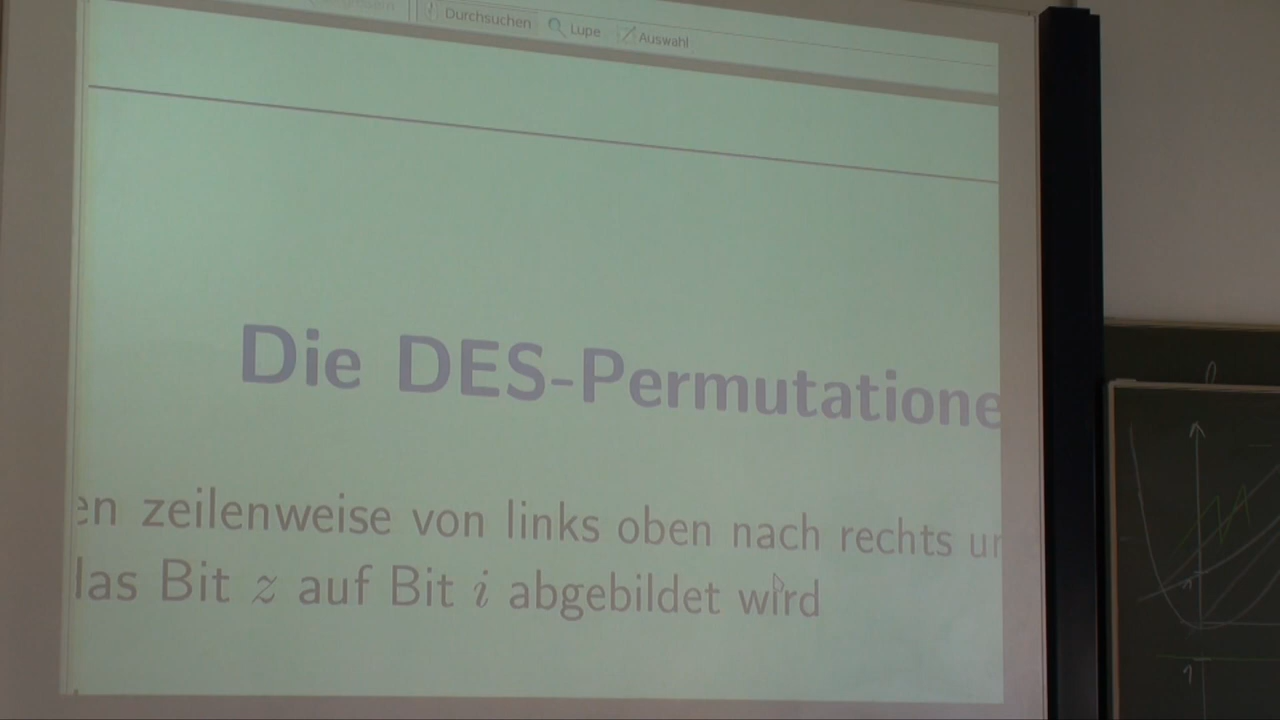 Durchsuchen Lupe Auswahl
Die DES-Permutatione
en zeilenweise von links oben nach rechts un
las Bit z auf Bit i abgebildet wird